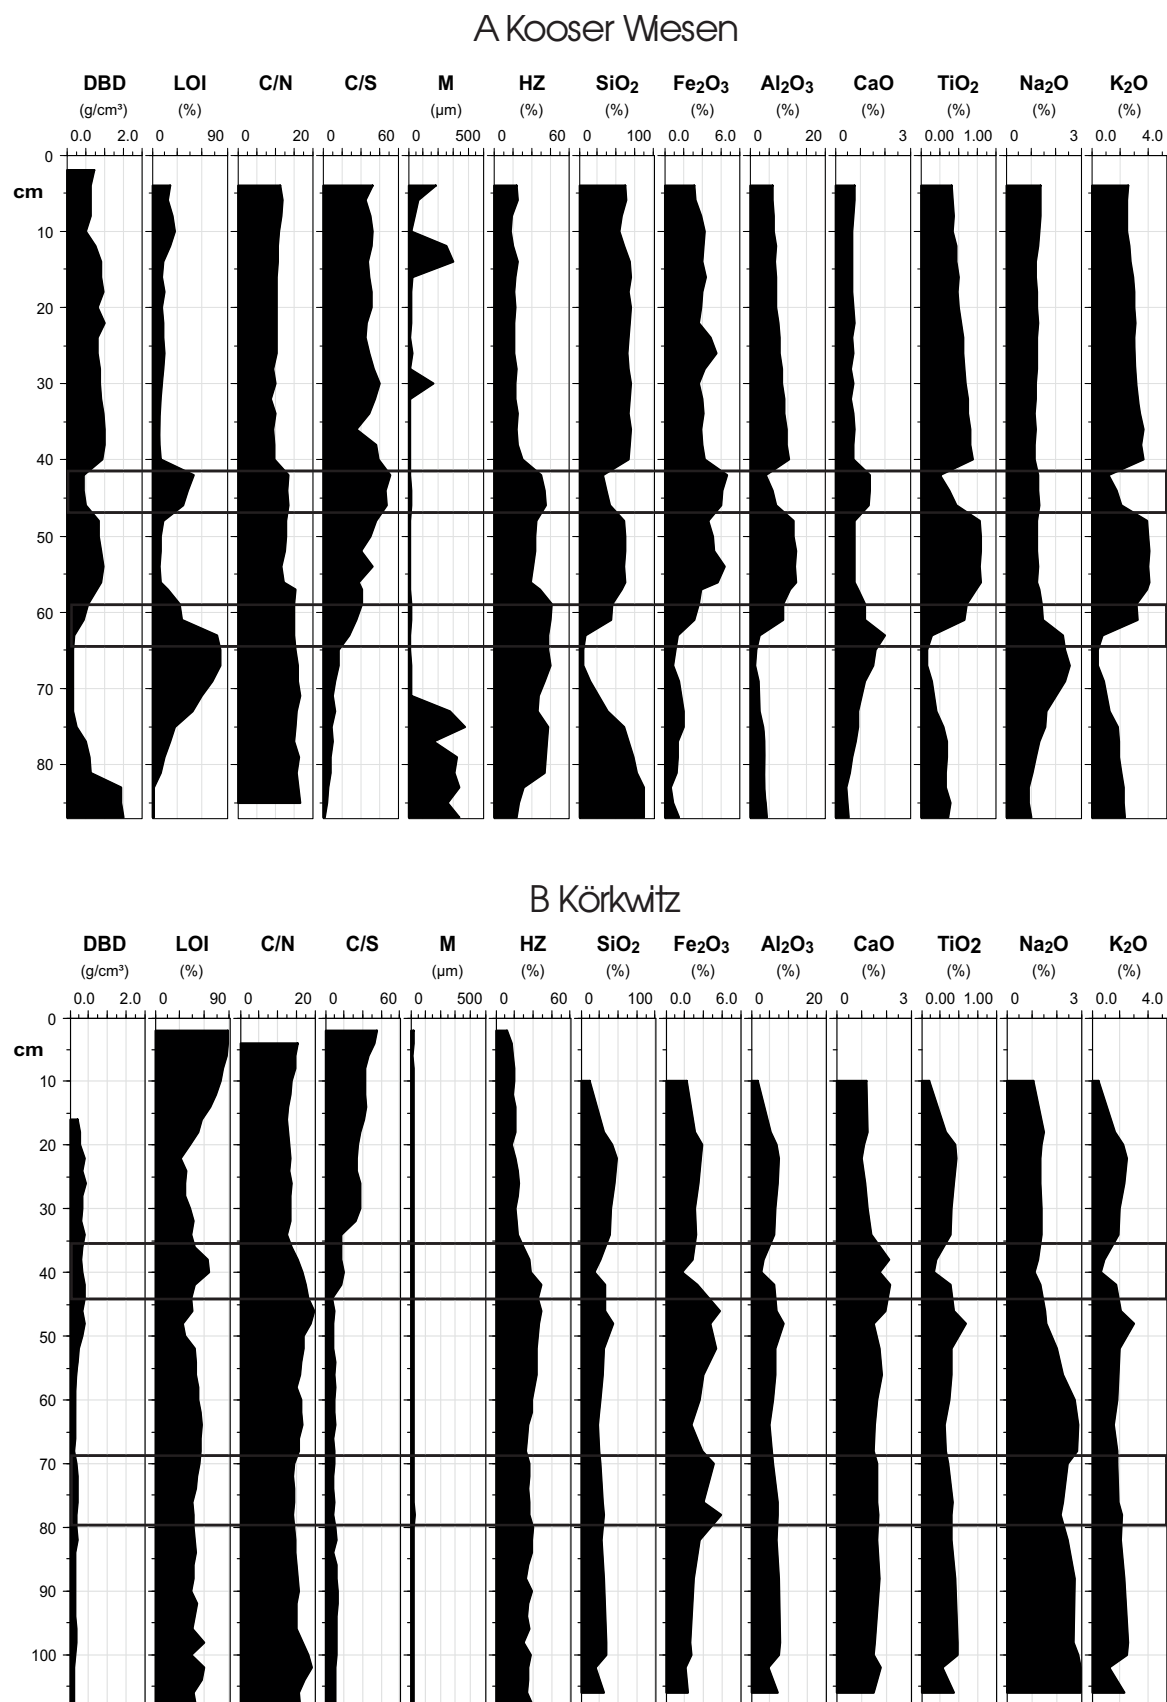 A Kooser Wiesen
DBD LOI C/N C/S M HZ SiO₂ Fe₂O₃ Al₂O₃ CaO TiO₂ Na₂O K₂O
(g/cm³) (%) (µm) (%) (%) (%) (%) (%) (%) (%) (%)
0.0 2.0 0 90 0 20 0 60 0 500 0 60 0 100 0.0 6.0 0 20 0 3 0.00 1.00 0 3 0.0 4.0
0
cm
10
20
30
40
50
60
70
80
B Körkwitz
DBD LOI C/N C/S M HZ SiO₂ Fe₂O₃ Al₂O₃ CaO TiO₂ Na₂O K₂O
(g/cm³) (%) (µm) (%) (%) (%) (%) (%) (%) (%) (%)
0.0 2.0 0 90 0 20 0 60 0 500 0 60 0 100 0.0 6.0 0 20 0 3 0.00 1.00 0 3 0.0 4.0
0
cm
10
20
30
40
50
60
70
80
90
100